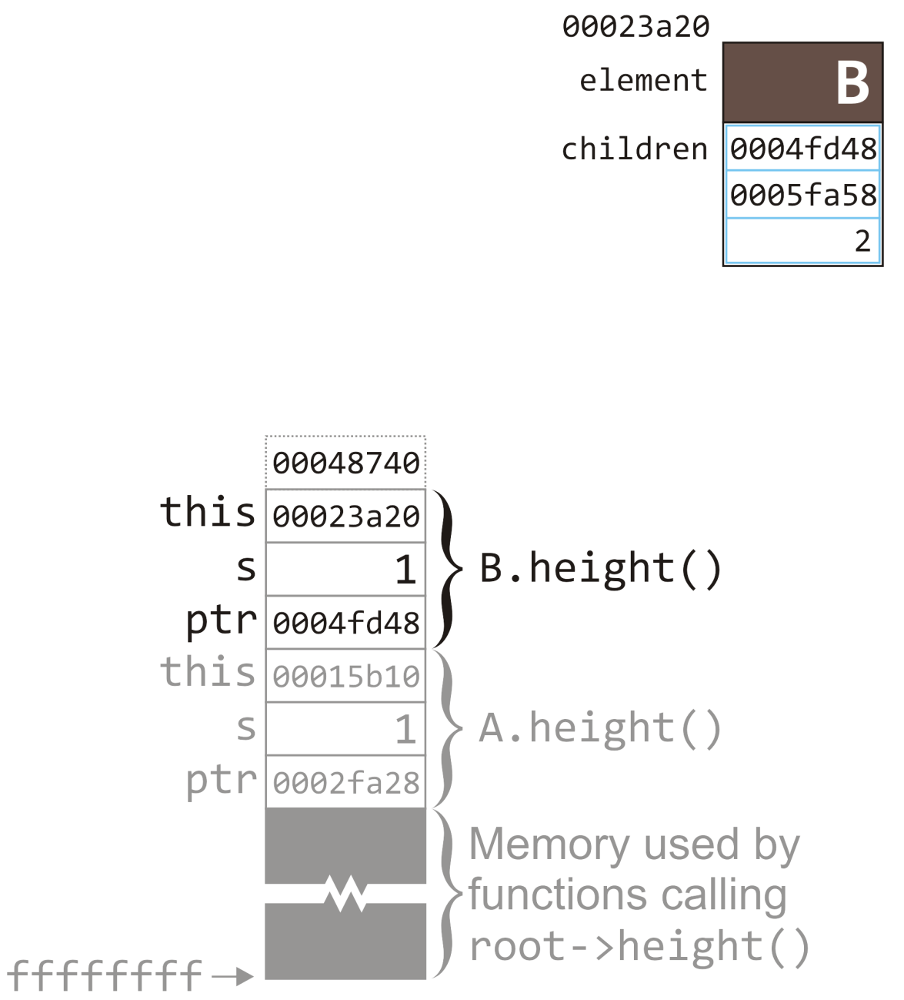 00023a20
element B
children 0004fd48
0005fa58
2
00048740
this 00023a20
s 1
ptr 0004fd48
B.height()
this 00015b10
s 1
ptr 0002fa28
A.height()
Memory used by
functions calling
root->height()
ffffffff